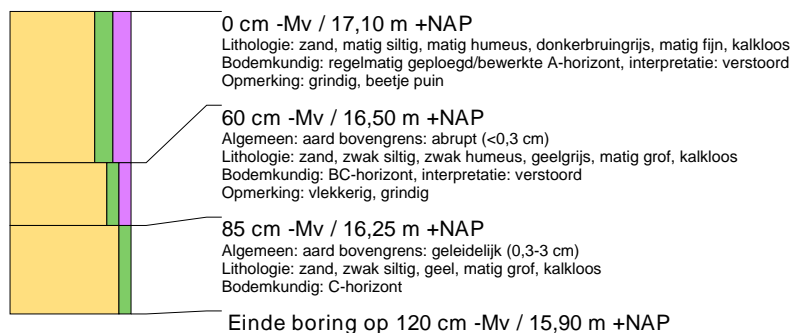 0 cm -Mv / 17,10 m +NAP
Lithologie: zand, matig siltig, matig humeus, donkerbruingrijs, matig fijn, kalkloos
Bodemkundig: regelmatig geploegd/bewerkte A-horizont, interpretatie: verstoord
Opmerking: grindig, beetje puin
60 cm -Mv / 16,50 m +NAP
Algemeen: aard bovengrens: abrupt (<0,3 cm)
Lithologie: zand, zwak siltig, zwak humeus, geelgrijs, matig grof, kalkloos
Bodemkundig: BC-horizont, interpretatie: verstoord
Opmerking: vlekkerig, grindig
85 cm -Mv / 16,25 m +NAP
Algemeen: aard bovengrens: geleidelijk (0,3-3 cm)
Lithologie: zand, zwak siltig, geel, matig grof, kalkloos
Bodemkundig: C-horizont
Einde boring op 120 cm -Mv / 15,90 m +NAP